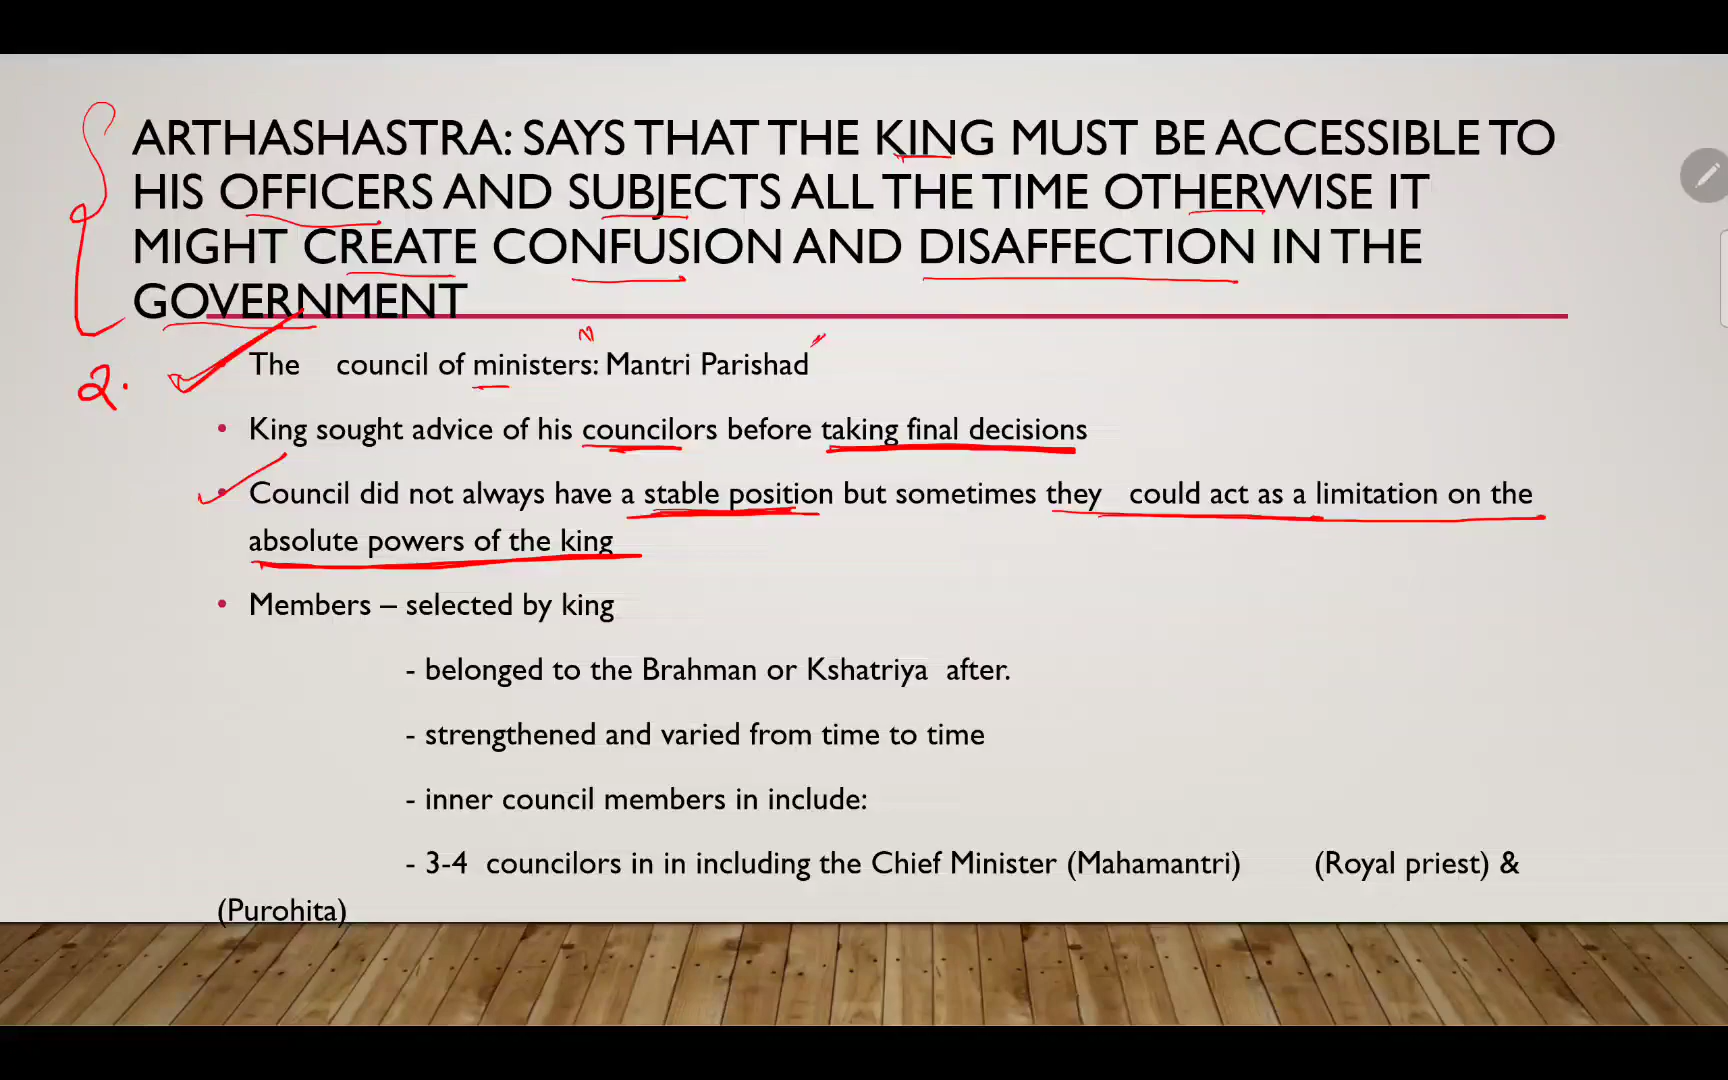 ARTHASHASTRA: SAYS THAT THE KING MUST BE ACCESSIBLE TO
HIS OFFICERS AND SUBJECTS ALL THE TIME OTHERWISE IT
MIGHT CREATE CONFUSION AND DISAFFECTION IN THE
GOVERNMENT
2.
The council of ministers: Mantri Parishad
• King sought advice of his councilors before taking final decisions
• Council did not always have a stable position but sometimes they could act as a limitation on the
absolute powers of the king
• Members – selected by king
- belonged to the Brahman or Kshatriya after.
- strengthened and varied from time to time
- inner council members in include:
- 3-4 councilors in in including the Chief Minister (Mahamantri) (Royal priest) &
(Purohita)